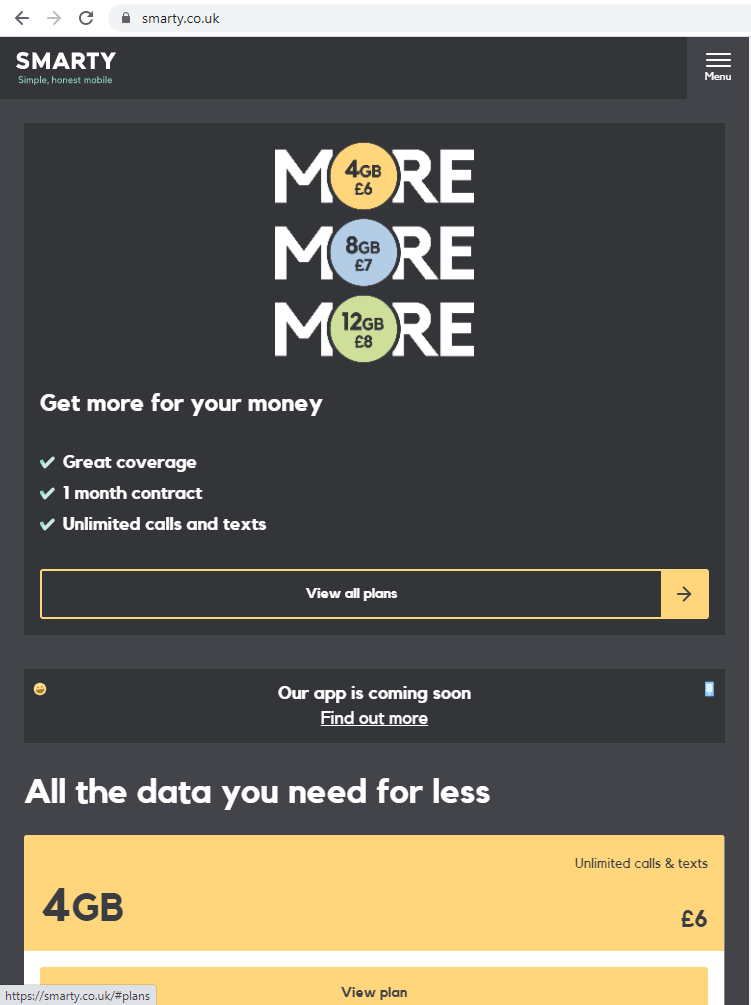 smarty.co.uk
SMARTY
Simple, honest mobile
Menu
MORE
4GB
£6
MORE
8GB
£7
MORE
12GB
£8
Get more for your money
Great coverage
1 month contract
Unlimited calls and texts
View all plans
Our app is coming soon
Find out more
All the data you need for less
Unlimited calls & texts
4GB
£6
View plan
https://smarty.co.uk/#plans